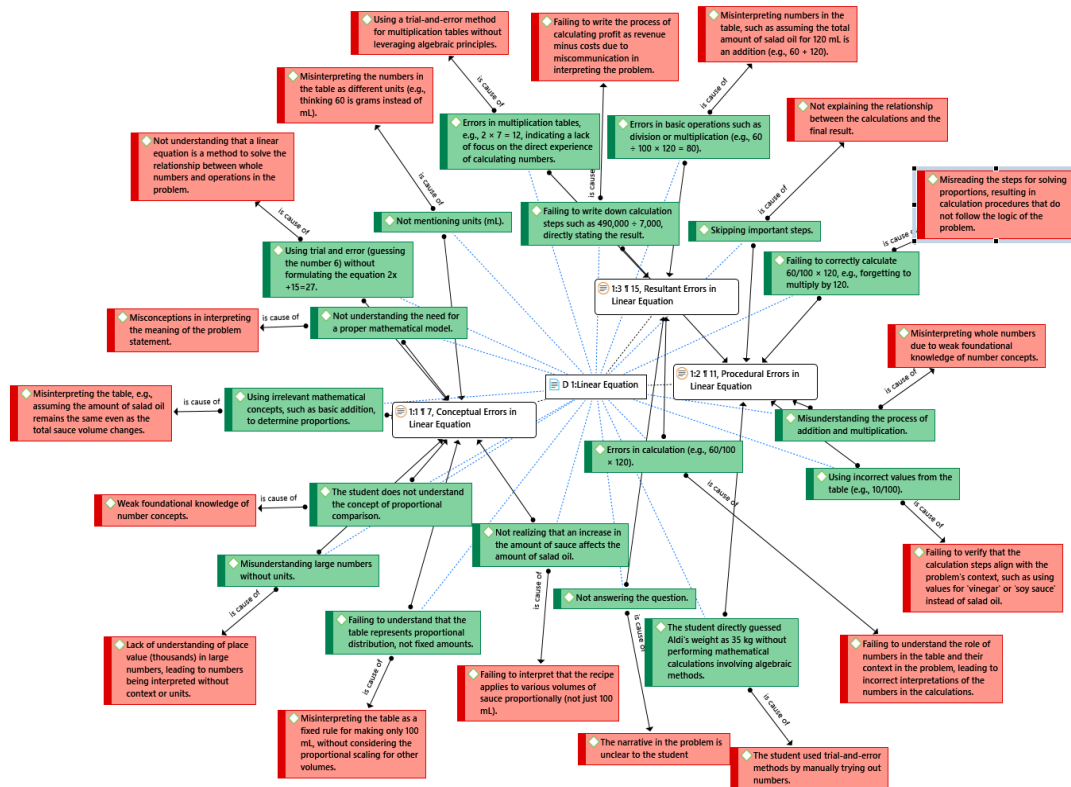 Using a trial-and-error method
for multiplication tables without
leveraging algebraic principles.
Failing to write the process of
calculating profit as revenue
minus costs due to
miscommunication in
interpreting the problem.
Misinterpreting numbers in the
table, such as assuming the total
amount of salad oil for 120 mL is
an addition (e.g., 60 + 120).
is cause of
is cause of
Misinterpreting the numbers in
the table as different units (e.g.,
thinking 60 is grams instead of
mL).
Not explaining the relationship
between the calculations and the
final result.
Errors in multiplication tables,
e.g., 2 × 7 = 12, indicating a lack
of focus on the direct experience
of calculating numbers.
Errors in basic operations such as
division or multiplication (e.g., 60
÷ 100 × 120 = 80).
Not understanding that a linear
equation is a method to solve the
relationship between whole
numbers and operations in the
problem.
is cause of
is cause of
is cause
Misreading the steps for solving
proportions, resulting in
calculation procedures that do
not follow the logic of the
problem.
Not mentioning units (mL).
Failing to write down calculation
steps such as 490,000 ÷ 7,000,
directly stating the result.
Skipping important steps.
is cause of
is cause
Using trial and error (guessing
the number 6) without
formulating the equation 2x
+15=27.
Failing to correctly calculate
60/100 × 120, e.g., forgetting to
multiply by 120.
1:3 ¶ 15, Resultant Errors in
Linear Equation
Misconceptions in interpreting
the meaning of the problem
statement.
is cause of
Not understanding the need for
a proper mathematical model.
Misinterpreting whole numbers
due to weak foundational
knowledge of number concepts.
1:2 ¶ 11, Procedural Errors in
Linear Equation
D 1:Linear Equation
is cause of
Misinterpreting the table, e.g.,
assuming the amount of salad oil
remains the same even as the
total sauce volume changes.
is cause of
Using irrelevant mathematical
concepts, such as basic addition,
to determine proportions.
1:1 ¶ 7, Conceptual Errors in
Linear Equation
Misunderstanding the process of
addition and multiplication.
Errors in calculation (e.g., 60/100
× 120).
Using incorrect values from the
table (e.g., 10/100).
is cause of
is cause of
Weak foundational knowledge of
number concepts.
is cause of
The student does not understand
the concept of proportional
comparison.
Not realizing that an increase in
the amount of sauce affects the
amount of salad oil.
Failing to verify that the
calculation steps align with the
problem's context, such as using
values for 'vinegar' or 'soy sauce'
instead of salad oil.
Misunderstanding large numbers
without units.
is cause of
is cause of
Not answering the question.
Failing to understand that the
table represents proportional
distribution, not fixed amounts.
The student directly guessed
Aldi's weight as 35 kg without
performing mathematical
calculations involving algebraic
methods.
Lack of understanding of place
value (thousands) in large
numbers, leading to numbers
being interpreted without
context or units.
Failing to understand the role of
numbers in the table and their
context in the problem, leading to
incorrect interpretations of the
numbers in the calculations.
is cause of
is cause of
is cause of
Failing to interpret that the recipe
applies to various volumes of
sauce proportionally (not just 100
mL).
Misinterpreting the table as a
fixed rule for making only 100
mL, without considering the
proportional scaling for other
volumes.
The narrative in the problem is
unclear to the student
The student used trial-and-error
methods by manually trying out
numbers.